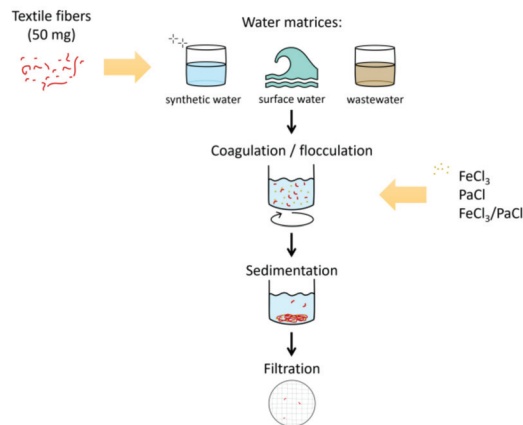 Textile fibers
(50 mg)
Water matrices:
synthetic water
surface water
wastewater
Coagulation / flocculation
FeCl₃
PaCl
FeCl₃/PaCl
Sedimentation
Filtration